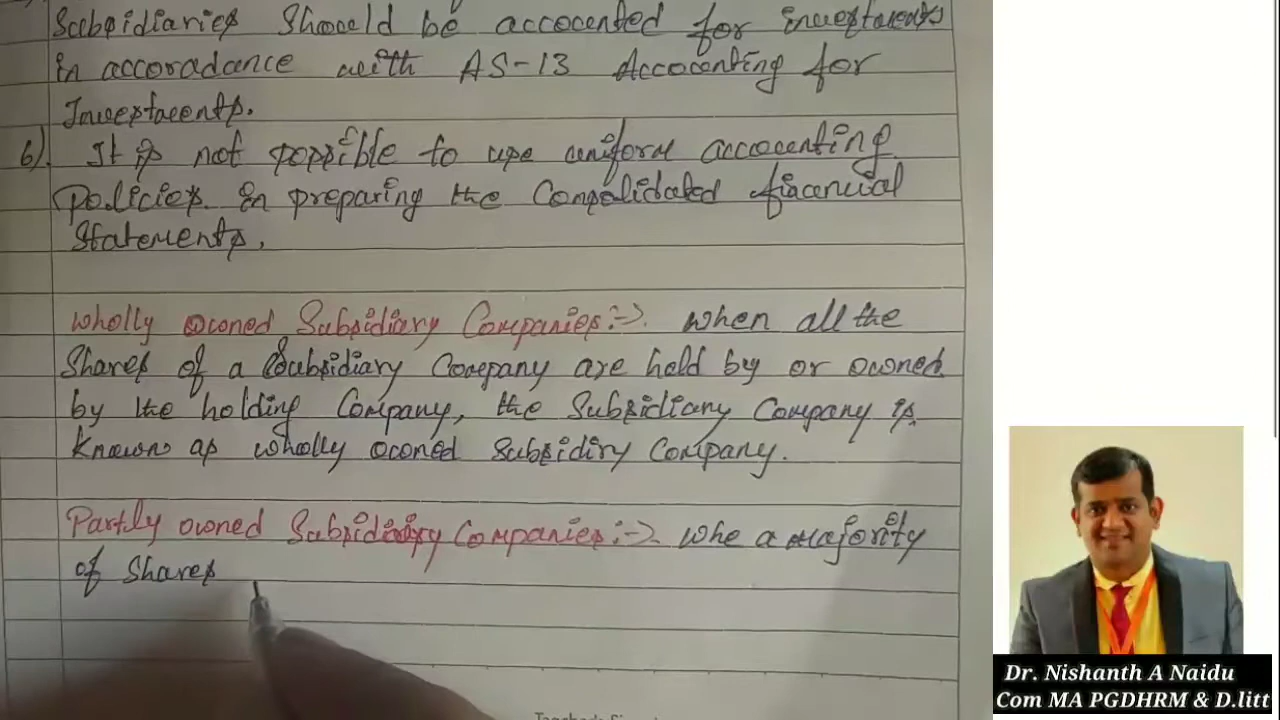 Subsidiaries Should be accounted for investments
in accoradance with AS-13 Accounting for
Investments.
6) It is not possible to use uniform accounting
Policies in preparing the Consolidated financial
Statements.
Wholly owned Subsidiary Companies:-> When all the
Shares of a Subsidiary Company are held by or owned
by the holding Company, the Subsidiary Company is
Known as wholly owned Subsidiry Company.
Partly owned Subsidiary Companies:-> Whe a majority
of Shares
Dr. Nishanth A Naidu
Com MA PGDHRM & D.litt